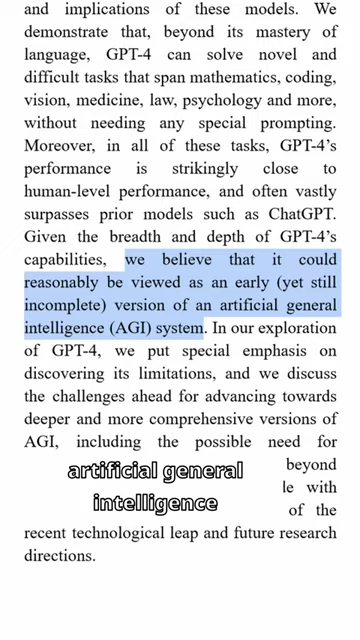 and implications of these models. We
demonstrate that, beyond its mastery of
language, GPT-4 can solve novel and
difficult tasks that span mathematics, coding,
vision, medicine, law, psychology and more,
without needing any special prompting.
Moreover, in all of these tasks, GPT-4's
performance is strikingly close to
human-level performance, and often vastly
surpasses prior models such as ChatGPT.
Given the breadth and depth of GPT-4's
capabilities, we believe that it could
reasonably be viewed as an early (yet still
incomplete) version of an artificial general
intelligence (AGI) system. In our exploration
of GPT-4, we put special emphasis on
discovering its limitations, and we discuss
the challenges ahead for advancing towards
deeper and more comprehensive versions of
AGI, including the possible need for
artificial general
intelligence
beyond
le with
of the
recent technological leap and future research
directions.